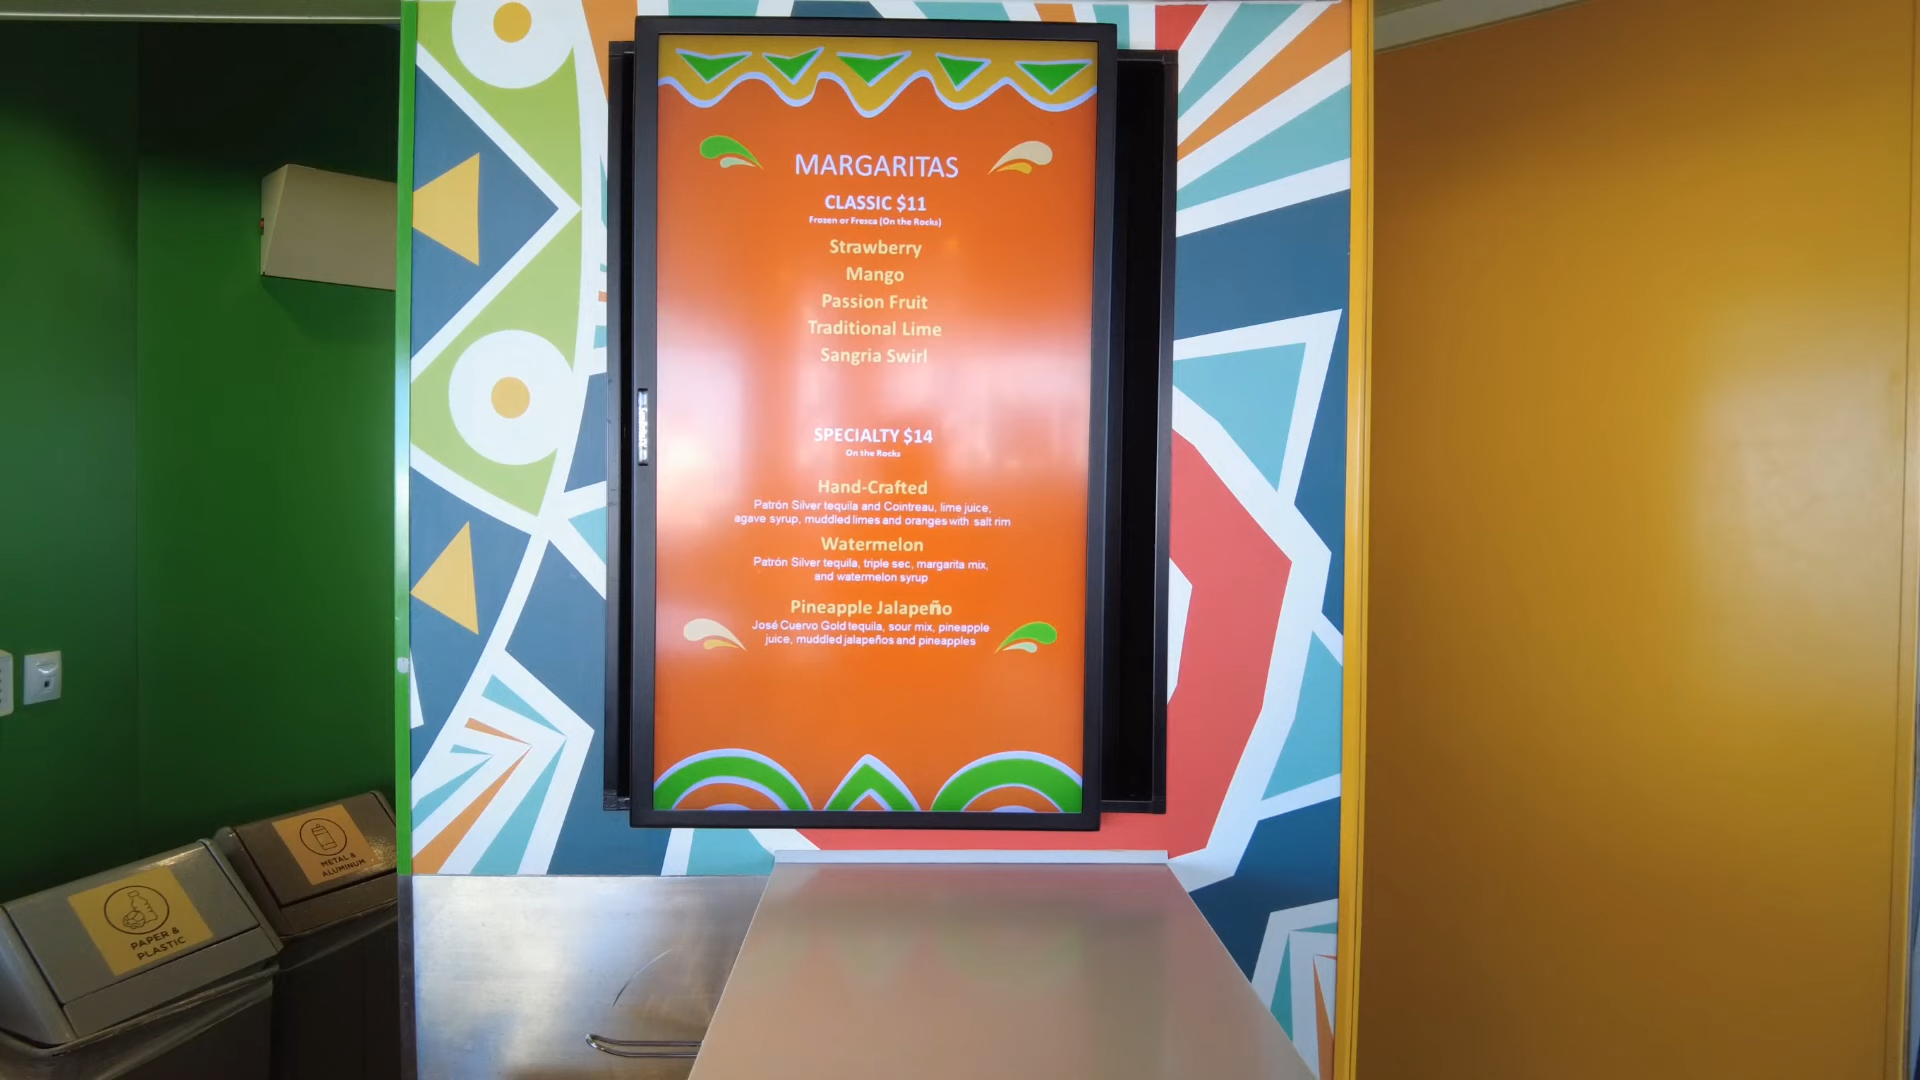 MARGARITAS
CLASSIC $11
Frozen or Fresca (On the Rocks)
Strawberry
Mango
Passion Fruit
Traditional Lime
Sangria Swirl
SPECIALTY $14
On the Rocks
Hand-Crafted
Patrón Silver tequila and Cointreau, lime juice,
agave syrup, muddled limes and oranges with salt rim
Watermelon
Patrón Silver tequila, triple sec, margarita mix,
and watermelon syrup
Pineapple Jalapeño
José Cuervo Gold tequila, sour mix, pineapple
juice, muddled jalapeños and pineapples
METAL &
ALUMINUM
PAPER &
PLASTIC